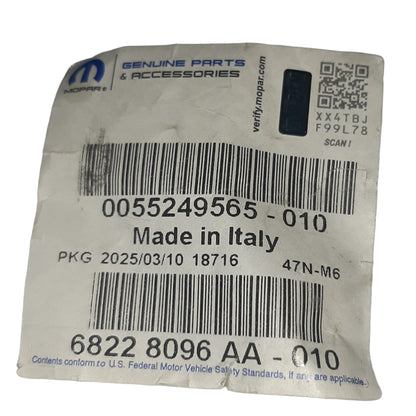 MOPAR®
GENUINE PARTS
& ACCESSORIES
verify.mopar.com
XX4TBJ
F99L78
SCAN!
0055249565-010
Made in Italy
PKG 2025/03/10 18716 47N-M6
6822 8096 AA - 010
Contents conform to U.S. Federal Motor Vehicle Safety Standards, If any are applicable.